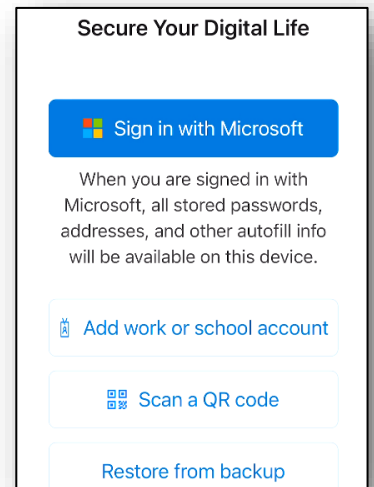 Secure Your Digital Life
Sign in with Microsoft
When you are signed in with
Microsoft, all stored passwords,
addresses, and other autofill info
will be available on this device.
Add work or school account
Scan a QR code
Restore from backup